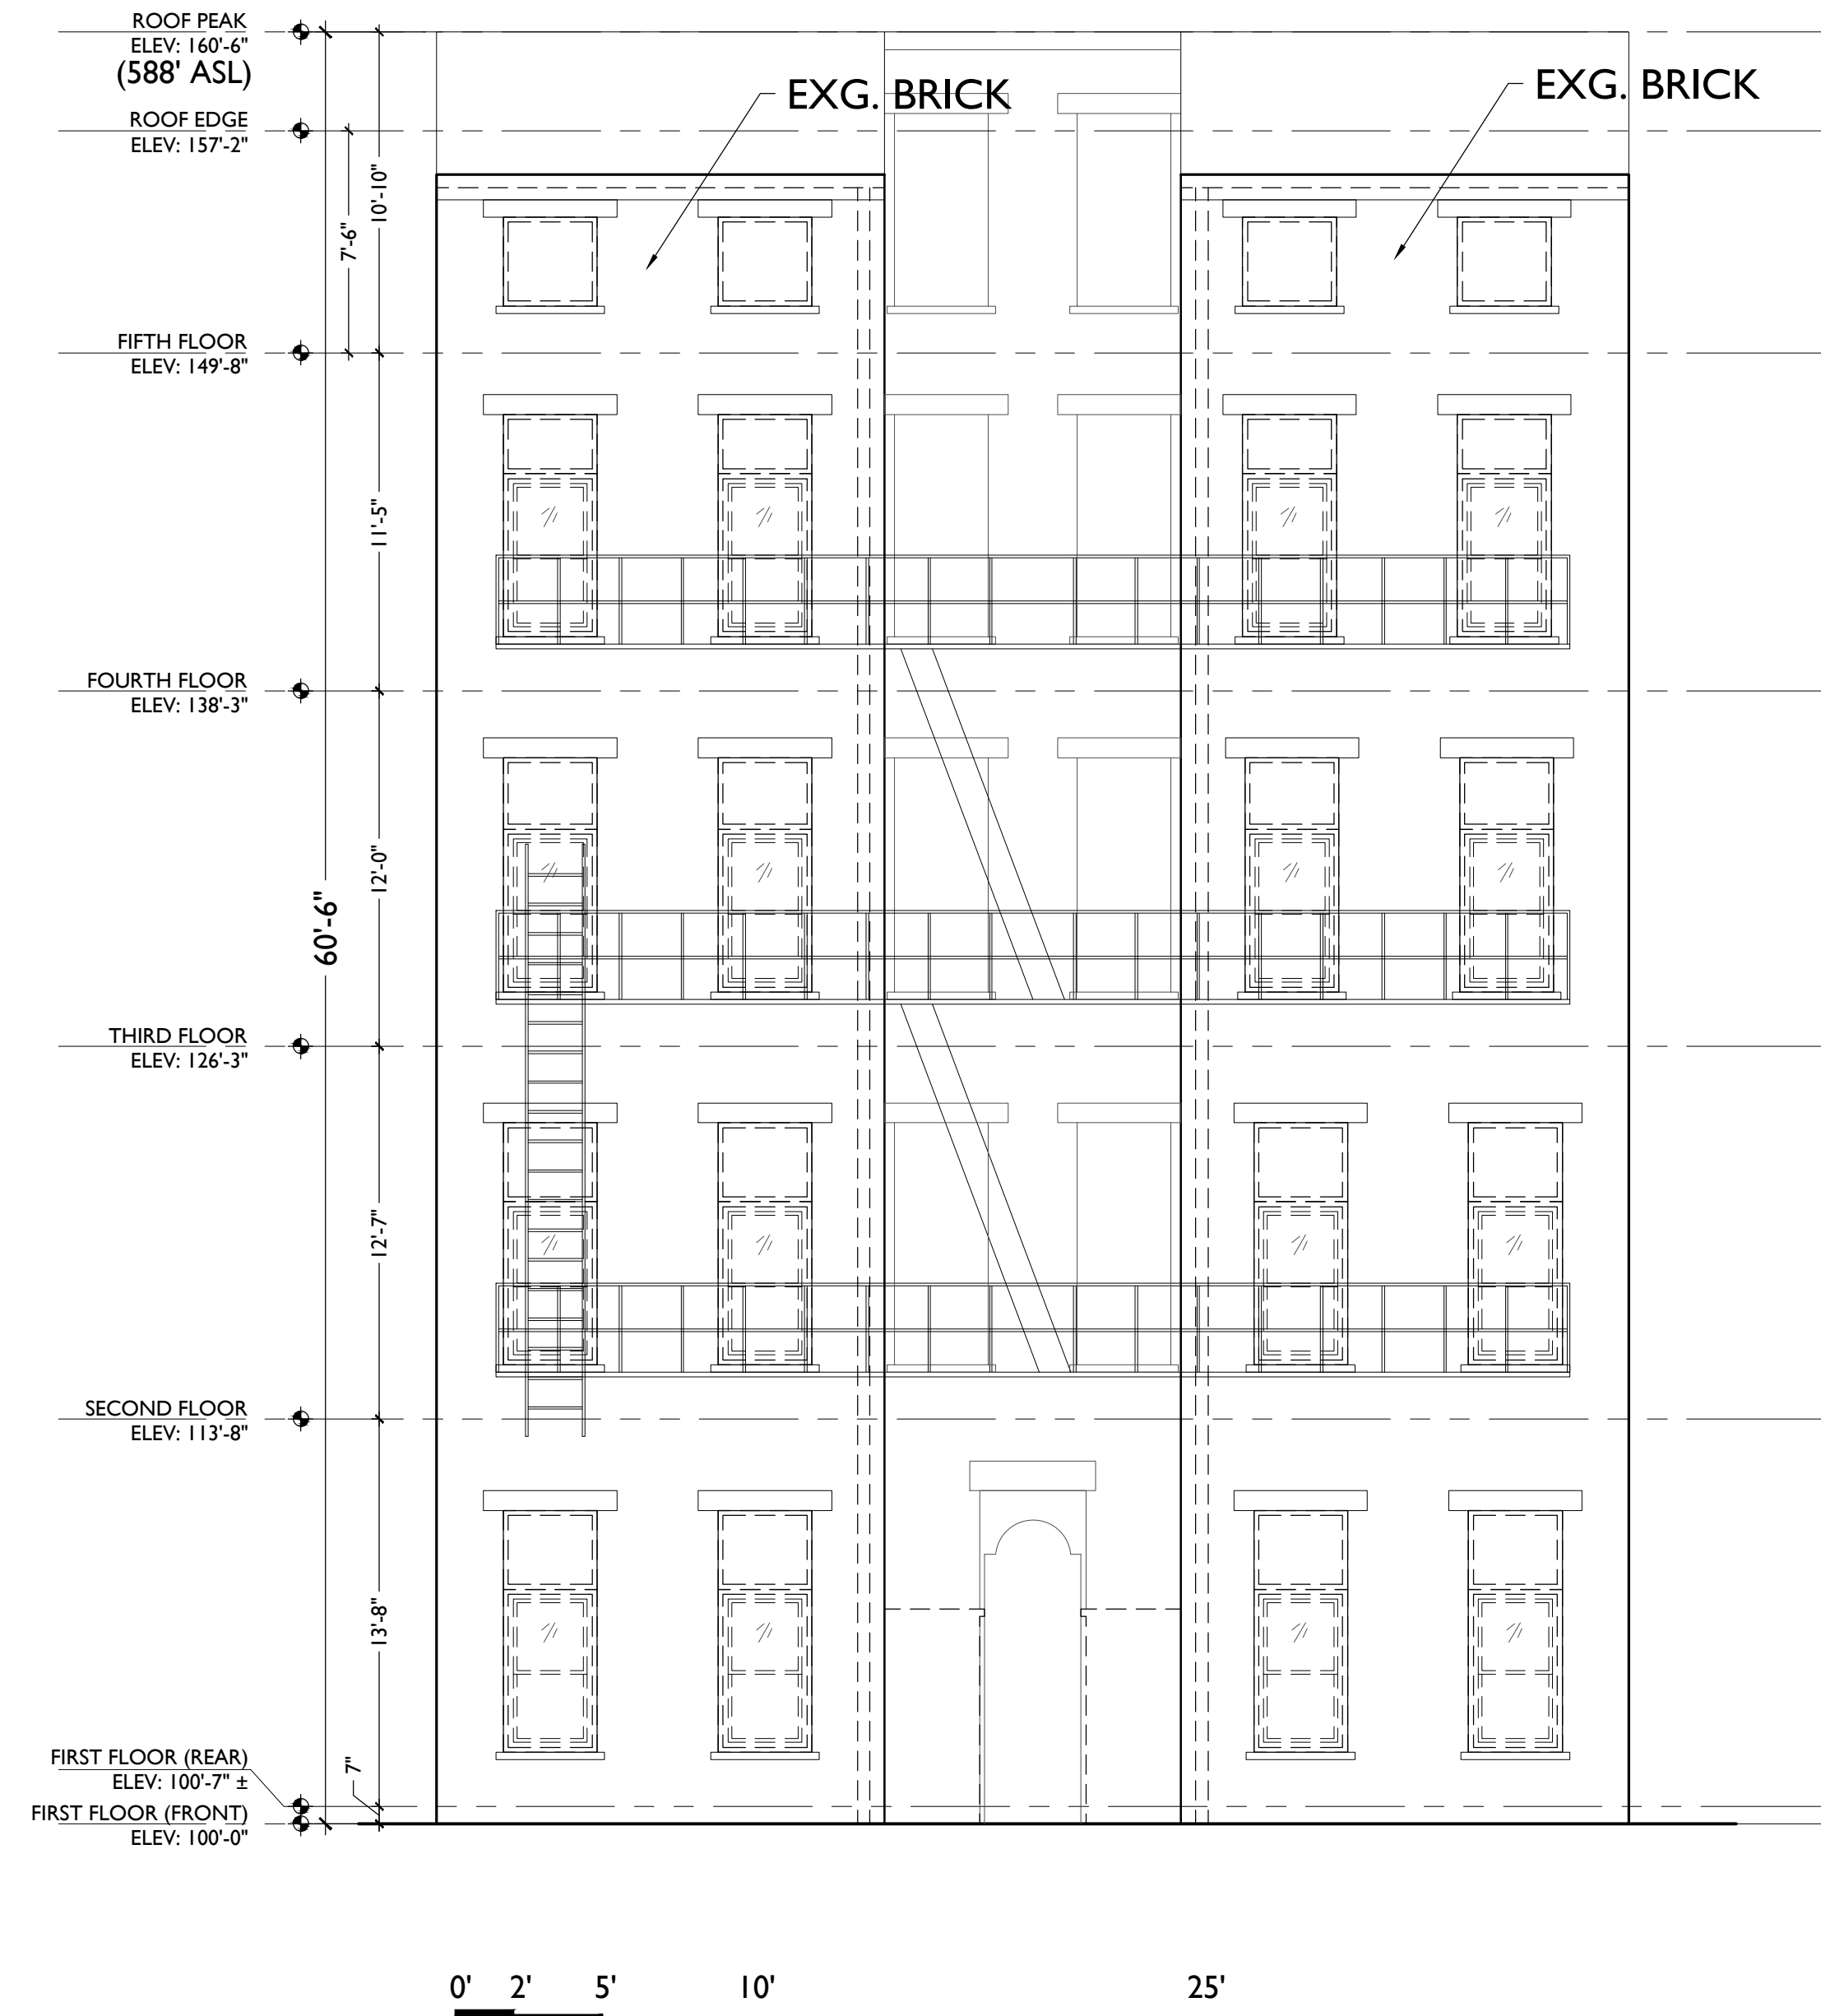 ROOF PEAK
ELEV: 160'-6"
(588' ASL)
EXG. BRICK
EXG. BRICK
ROOF EDGE
ELEV: 157'-2"
10'-10"
7'-6"
FIFTH FLOOR
ELEV: 149'-8"
11'-5"
FOURTH FLOOR
ELEV: 138'-3"
12'-0"
60'-6"
THIRD FLOOR
ELEV: 126'-3"
12'-7"
SECOND FLOOR
ELEV: 113'-8"
13'-8"
FIRST FLOOR (REAR)
ELEV: 100'-7" ±
7"
FIRST FLOOR (FRONT)
ELEV: 100'-0"
0' 2' 5' 10' 25'